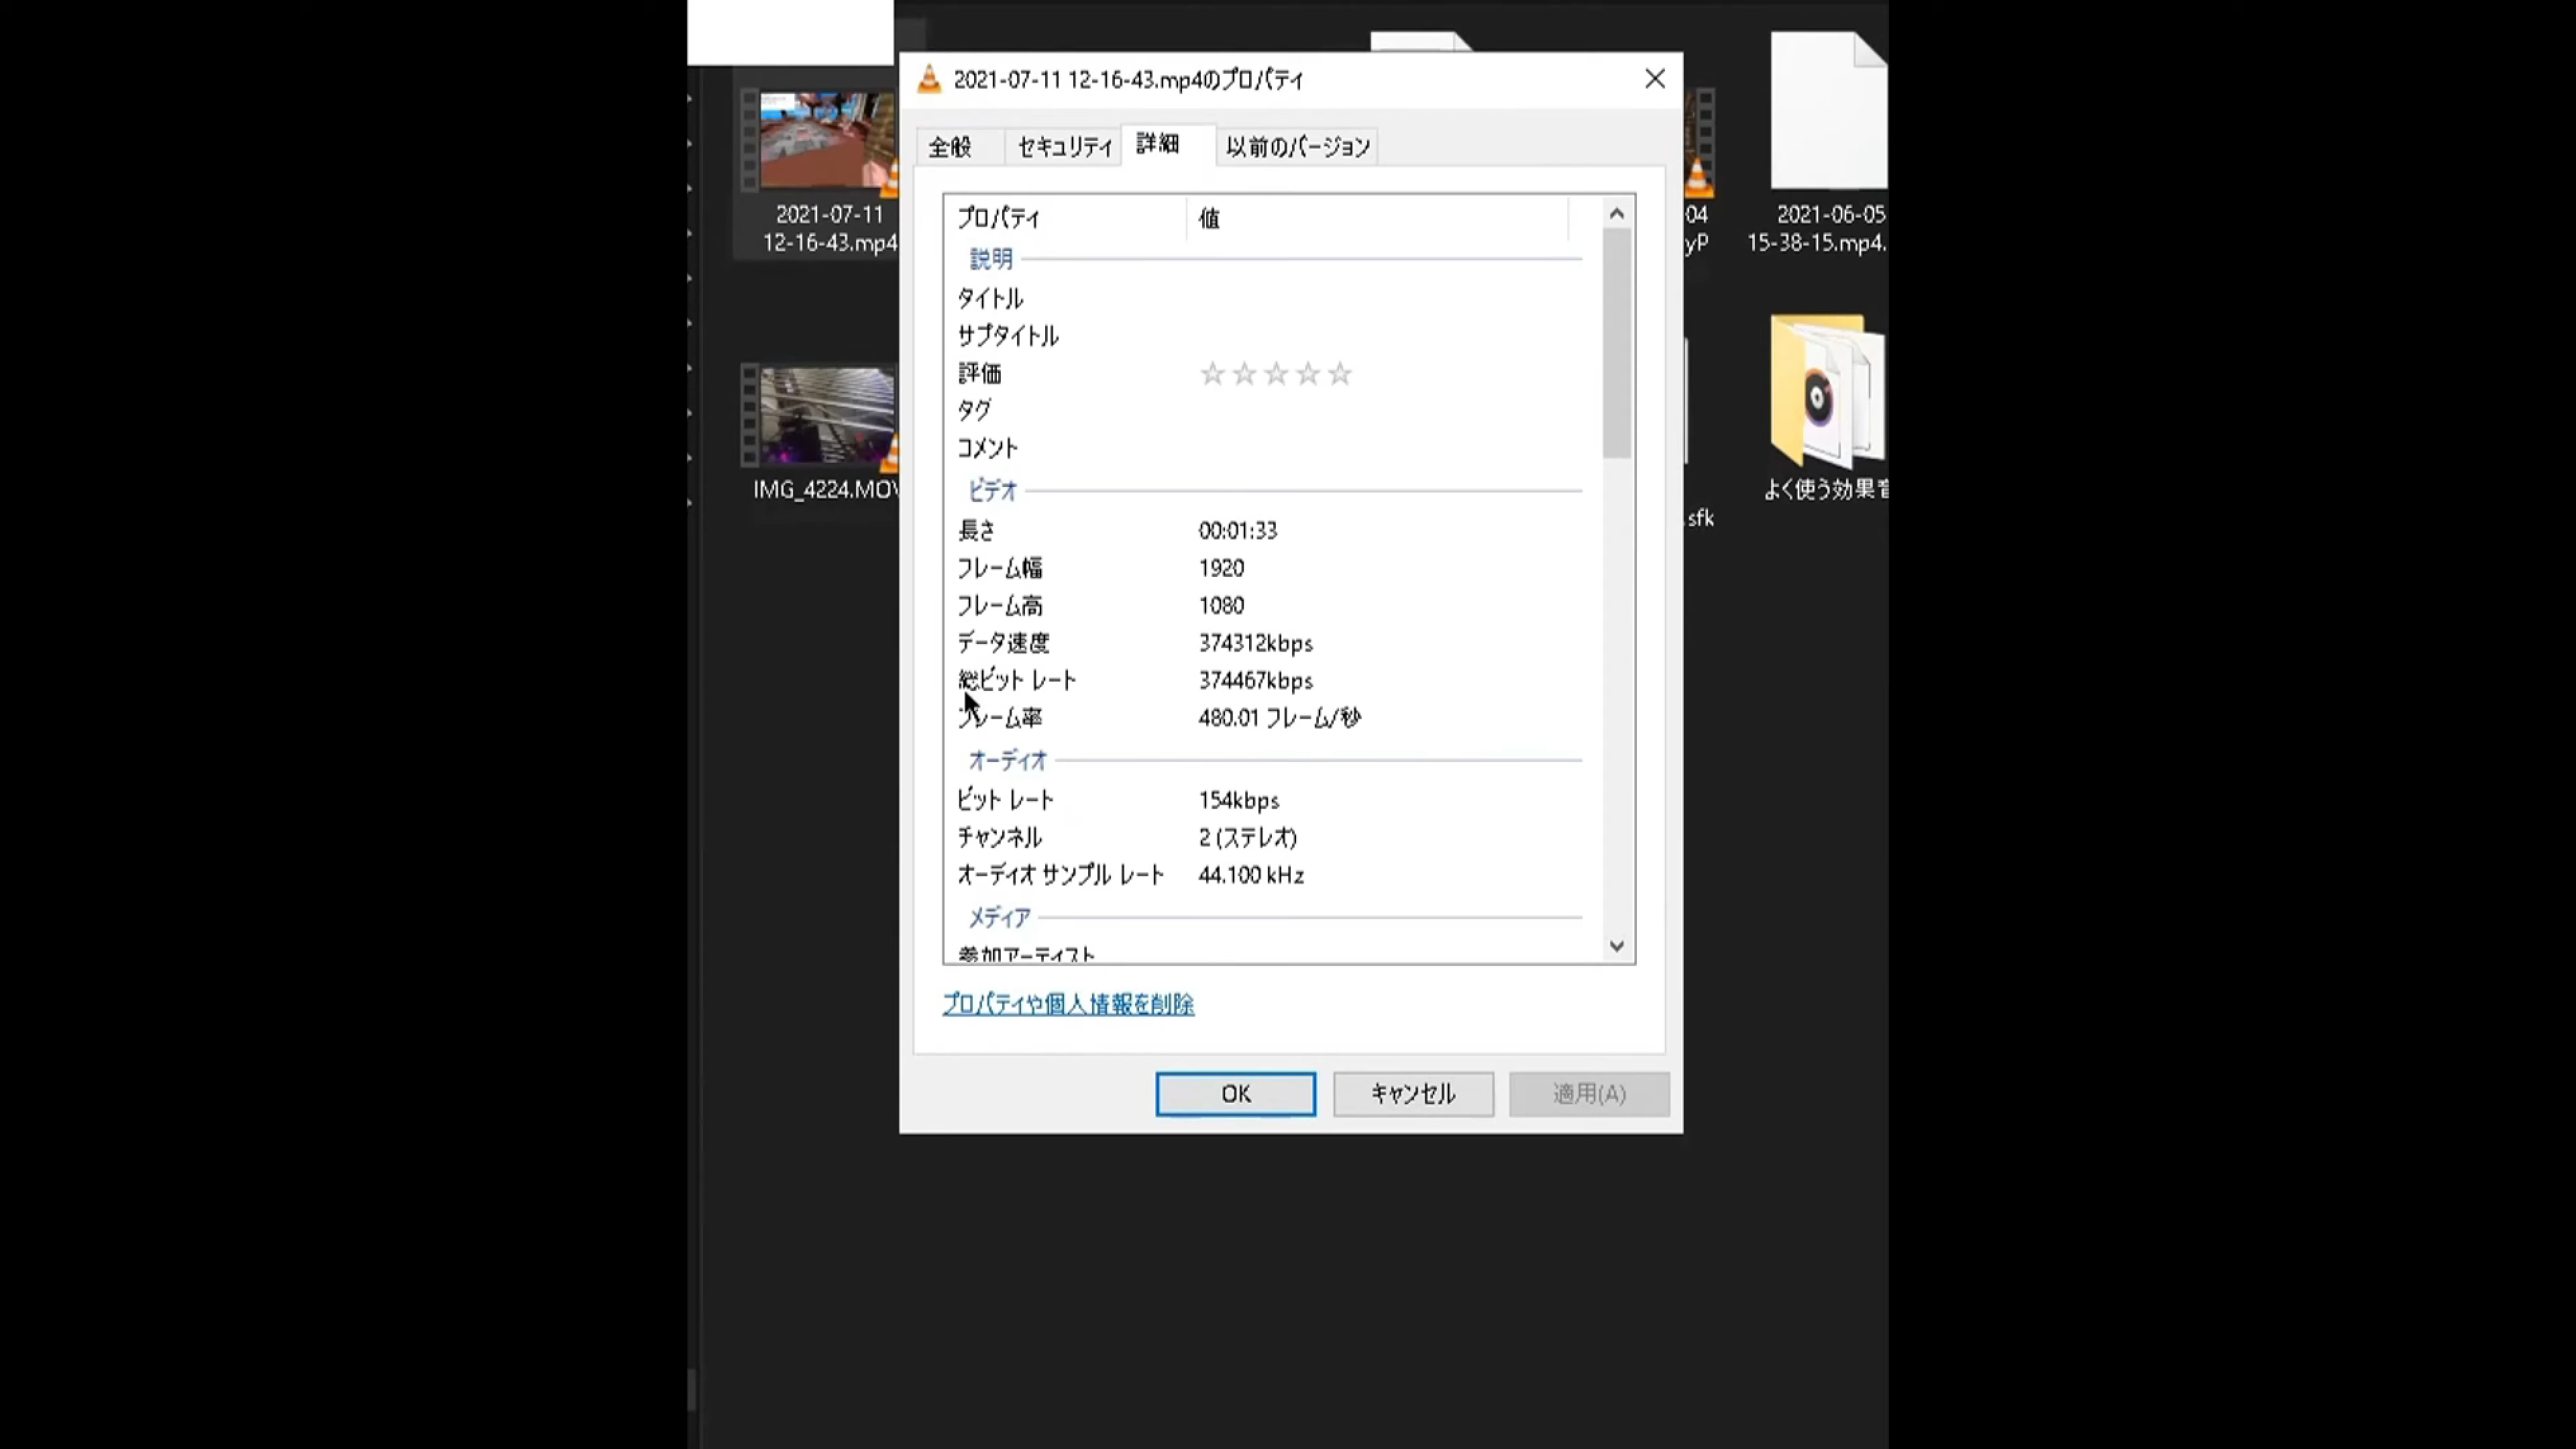 2021-07-11 12-16-43.mp4のプロパティ
全般
セキュリティ
詳細
以前のバージョン
プロパティ 値
説明
タイトル
サブタイトル
評価 ☆☆☆☆☆
タグ
コメント
ビデオ
長さ 00:01:33
フレーム幅 1920
フレーム高 1080
データ速度 374312kbps
総ビット レート 374467kbps
フレーム率 480.01 フレーム/秒
オーディオ
ビット レート 154kbps
チャンネル 2 (ステレオ)
オーディオ サンプル レート 44.100 kHz
メディア
参加アーティスト
プロパティや個人情報を削除
OK
キャンセル
適用(A)
2021-07-11
12-16-43.mp4
IMG_4224.MOV
04
yP
2021-06-05
15-38-15.mp4.
.sfk
よく使う効果音